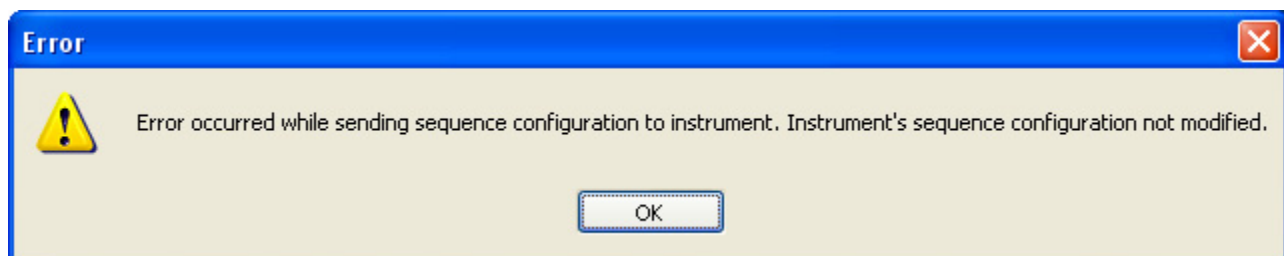 Error
Error occurred while sending sequence configuration to instrument. Instrument's sequence configuration not modified.
OK